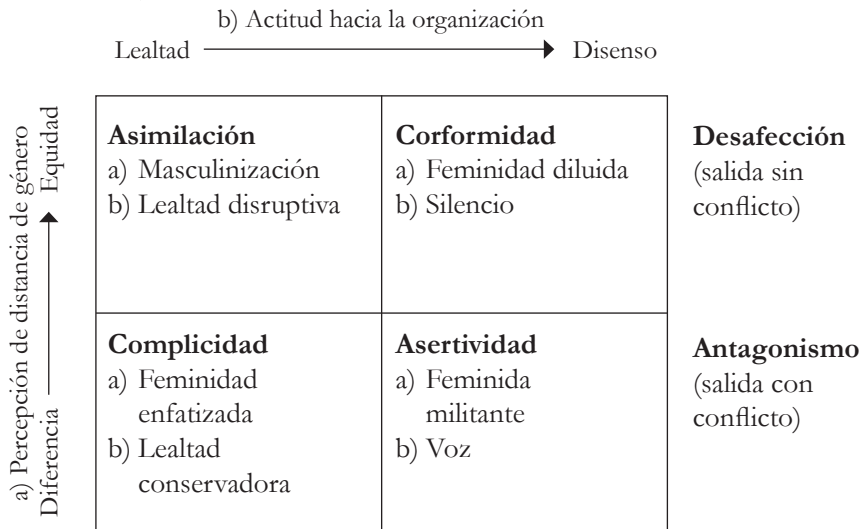 b) Actitud hacia la organización
Lealtad
Disenso
a) Percepción de distancia de género
Diferencia
Equidad
Asimilación
a) Masculinización
b) Lealtad disruptiva
Corformidad
a) Feminidad diluida
b) Silencio
Desafección
(salida sin
conflicto)
Complicidad
a) Feminidad
enfatizada
b) Lealtad
conservadora
Asertividad
a) Feminida
militante
b) Voz
Antagonismo
(salida con
conflicto)